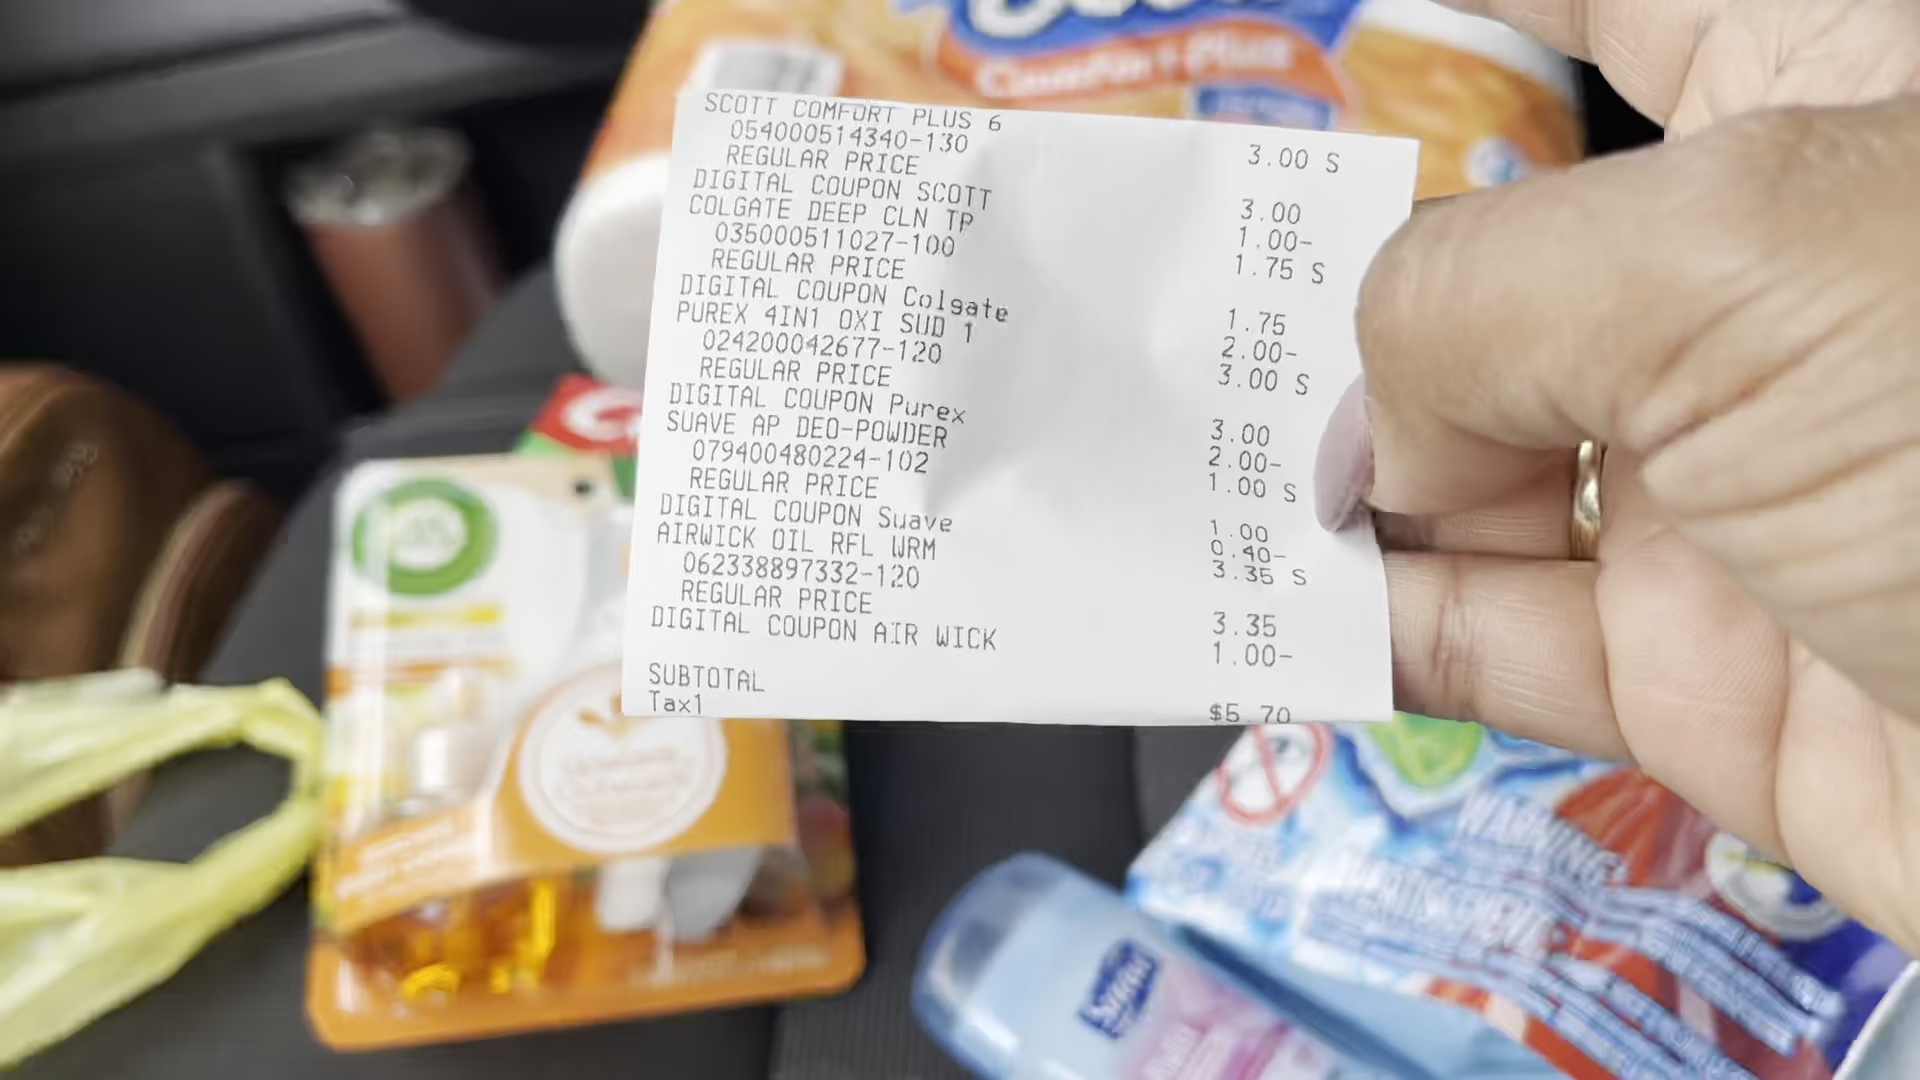 Comfort Plus
SCOTT COMFORT PLUS 6
054000514340-130 3.00 S
REGULAR PRICE 3.00
DIGITAL COUPON SCOTT 1.00-
COLGATE DEEP CLN TP 1.75 S
035000511027-100
REGULAR PRICE 1.75
DIGITAL COUPON Colgate 2.00-
PUREX 4IN1 OXI SUD 1 3.00 S
024200042677-120
REGULAR PRICE 3.00
DIGITAL COUPON Purex 2.00-
SUAVE AP DEO-POWDER 1.00 S
079400480224-102
REGULAR PRICE 1.00
DIGITAL COUPON Suave 0.40-
AIRWICK OIL RFL WRM 3.35 S
062338897332-120
REGULAR PRICE 3.35
DIGITAL COUPON AIR WICK 1.00-
SUBTOTAL $5.70
Tax1
WARNING
Suave